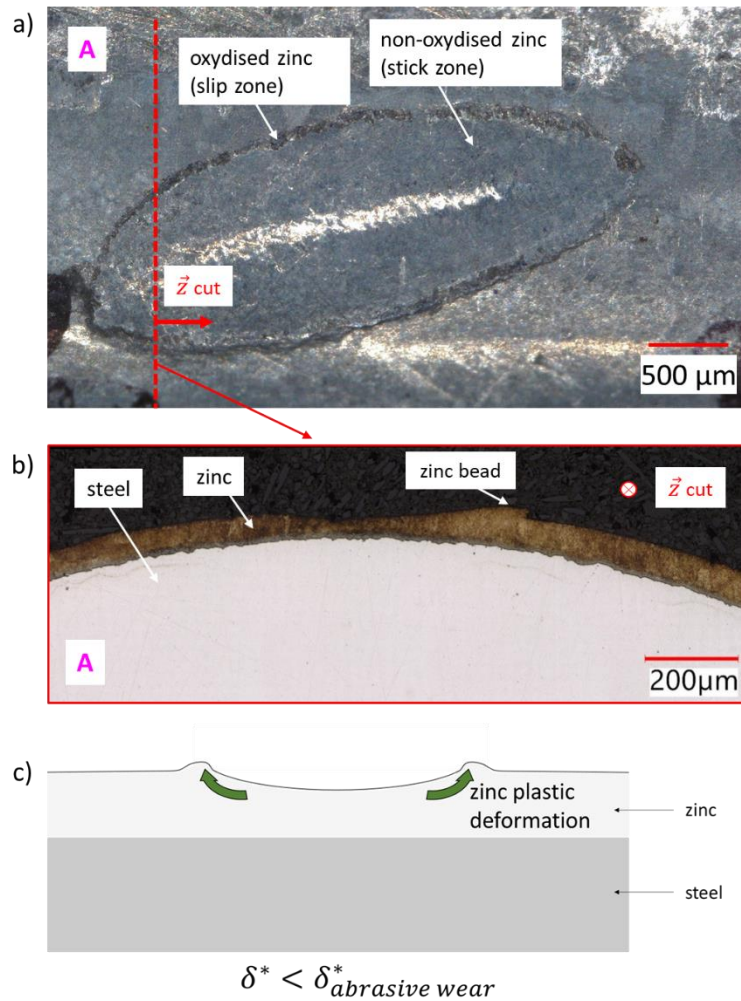 a)
A
oxydised zinc
(slip zone)
non-oxydised zinc
(stick zone)
z⃗ cut
500 µm
b)
steel
zinc
zinc bead
z⃗ cut
A
200µm
c)
zinc plastic
deformation
zinc
steel
δ* < δ*abrasive wear